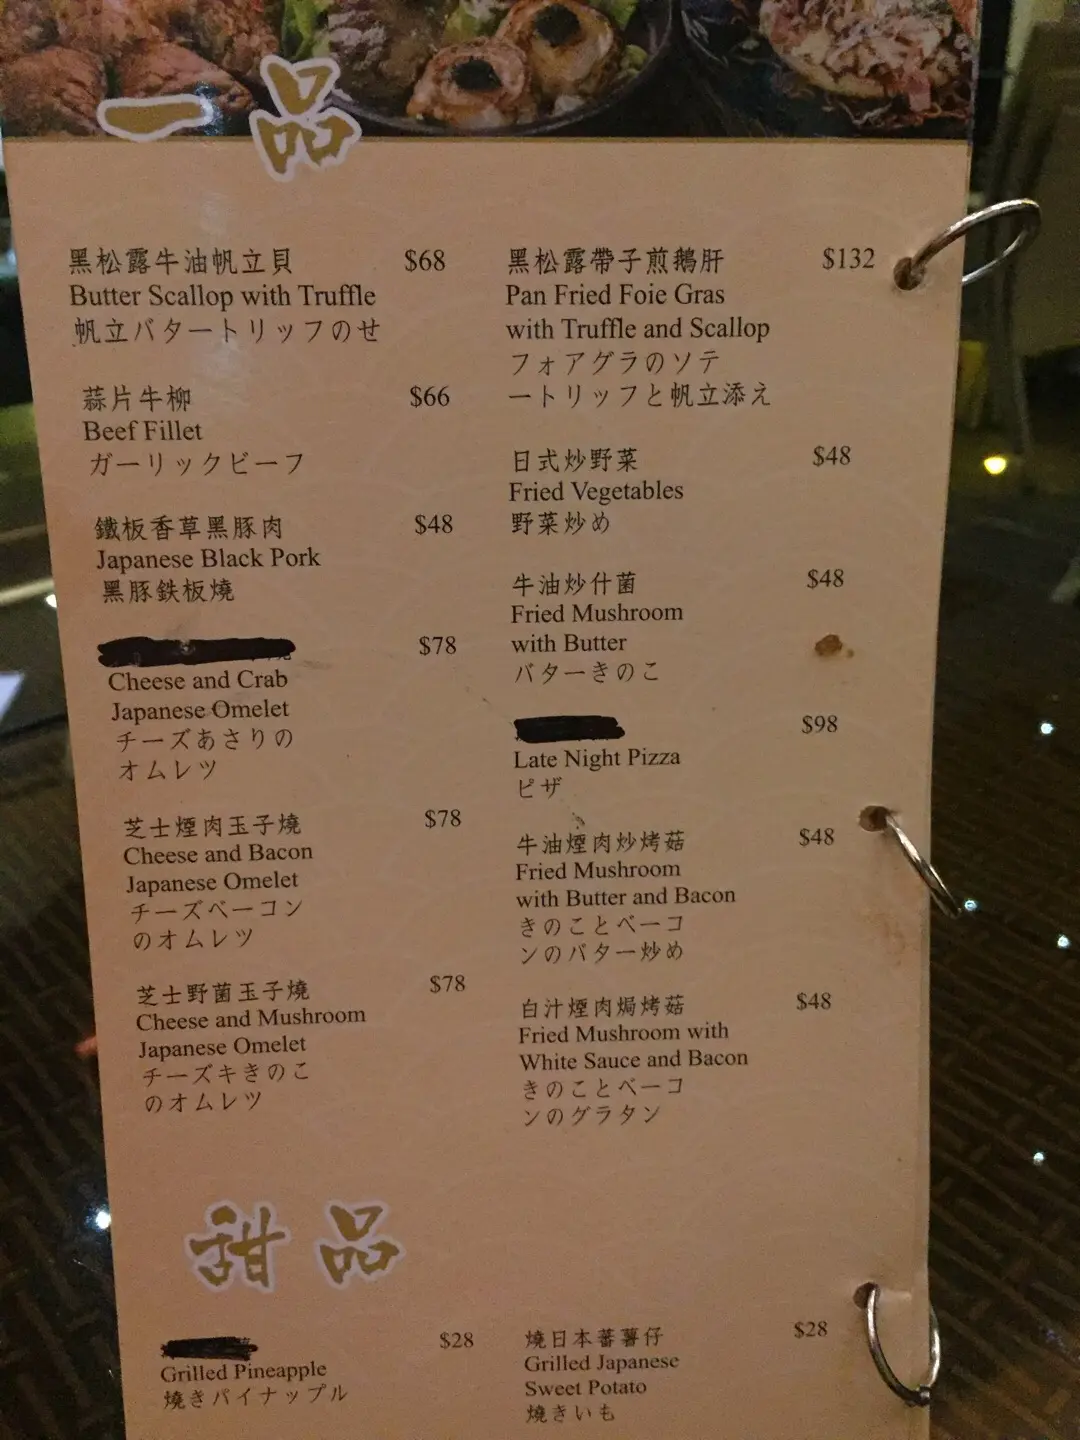 一品
黑松露牛油帆立貝 $68
Butter Scallop with Truffle
帆立バタートリッフのせ
蒜片牛柳 $66
Beef Fillet
ガーリックビーフ
鐵板香草黑豚肉 $48
Japanese Black Pork
黑豚鉄板燒
燒 $78
Cheese and Crab
Japanese Omelet
チーズあさりの
オムレツ
芝士煙肉玉子燒 $78
Cheese and Bacon
Japanese Omelet
チーズベーコン
のオムレツ
芝士野菌玉子燒 $78
Cheese and Mushroom
Japanese Omelet
チーズキきのこ
のオムレツ
黑松露帶子煎鵝肝 $132
Pan Fried Foie Gras
with Truffle and Scallop
フォアグラのソテ
ートリッフと帆立添え
日式炒野菜 $48
Fried Vegetables
野菜炒め
牛油炒什菌 $48
Fried Mushroom
with Butter
バターきのこ
$98
Late Night Pizza
ピザ
牛油煙肉炒烤菇 $48
Fried Mushroom
with Butter and Bacon
きのことベーコ
ンのバター炒め
白汁煙肉焗烤菇 $48
Fried Mushroom with
White Sauce and Bacon
きのことベーコ
ンのグラタン
甜品
$28
Grilled Pineapple
燒きパイナップル
燒日本蕃薯仔 $28
Grilled Japanese
Sweet Potato
燒きいも